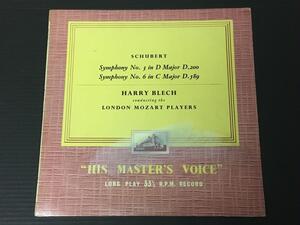 SCHUBERT
Symphony No. 3 in D Major D.200
Symphony No. 6 in C Major D.589
HARRY BLECH
conducting the
LONDON MOZART PLAYERS
"HIS MASTER'S VOICE"
LONG PLAY 33⅓ R.P.M. RECORD